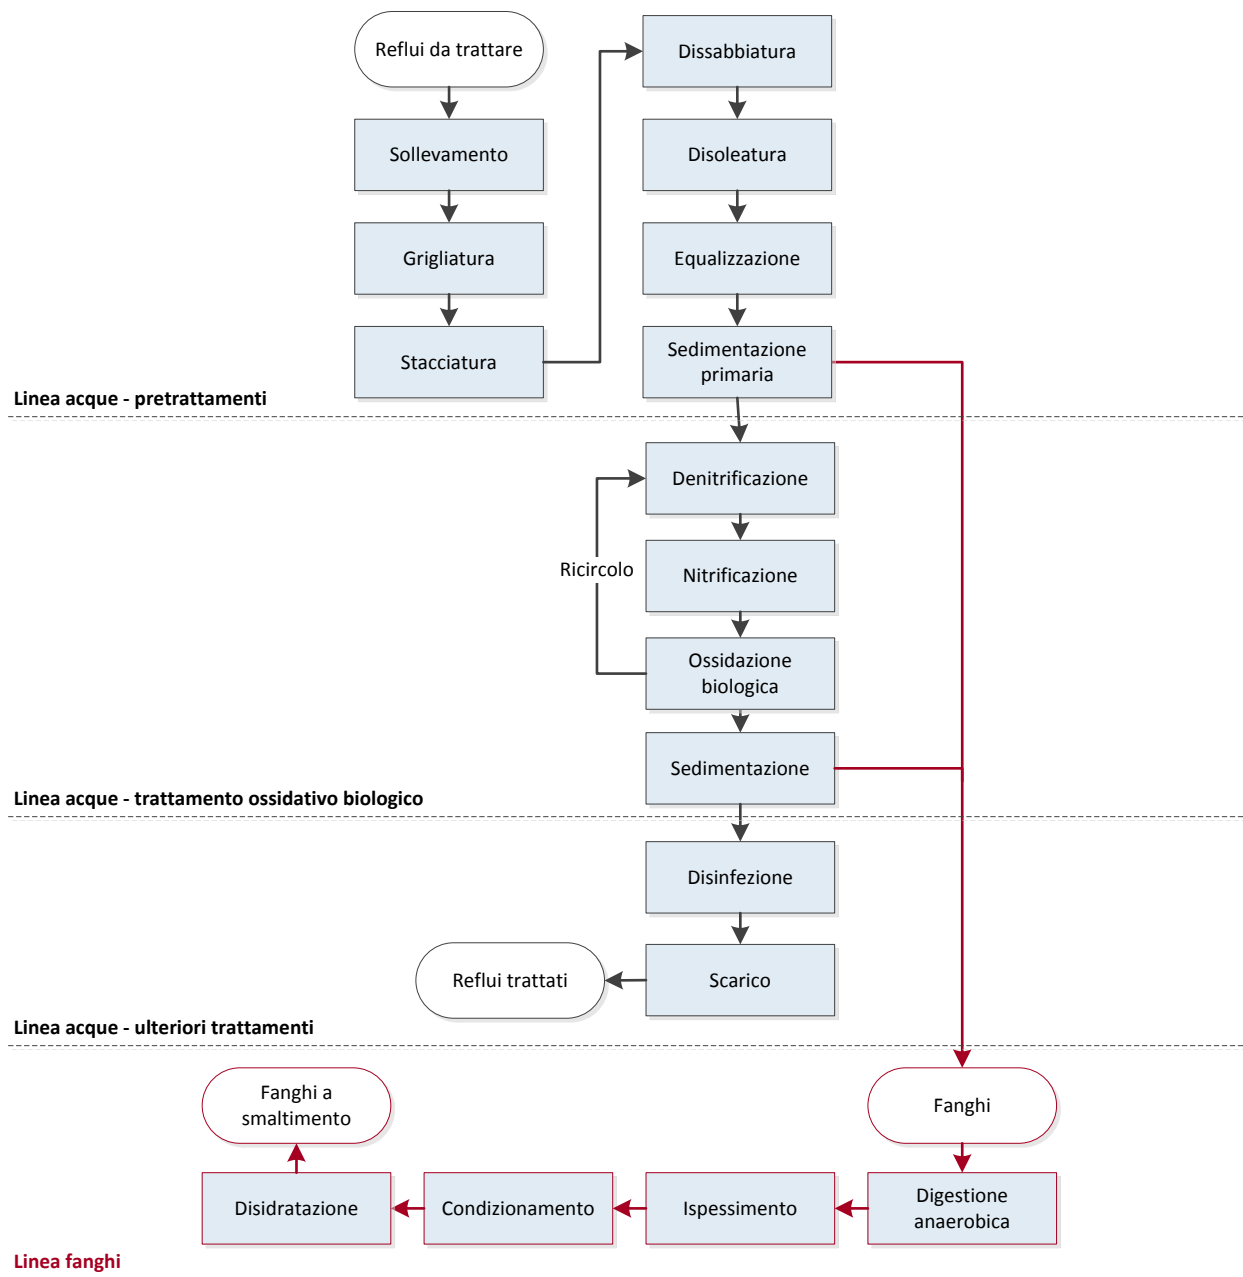 Reflui da trattare
Sollevamento
Grigliatura
Stacciatura
Dissabbiatura
Disoleatura
Equalizzazione
Sedimentazione
primaria
Linea acque - pretrattamenti
Denitrificazione
Ricircolo
Nitrificazione
Ossidazione
biologica
Sedimentazione
Linea acque - trattamento ossidativo biologico
Disinfezione
Scarico
Reflui trattati
Linea acque - ulteriori trattamenti
Fanghi
Digestione
anaerobica
Ispessimento
Condizionamento
Disidratazione
Fanghi a
smaltimento
Linea fanghi